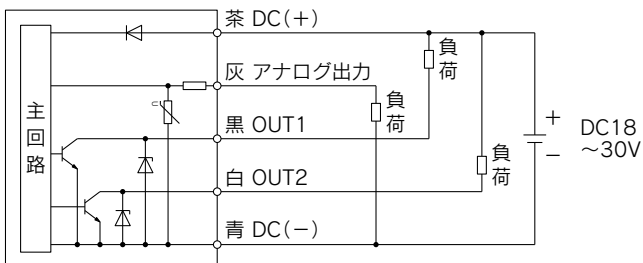 茶 DC(+)
灰 アナログ出力
負荷
負荷
主回路
黒 OUT1
+
−
DC18
～30V
負荷
白 OUT2
青 DC(−)